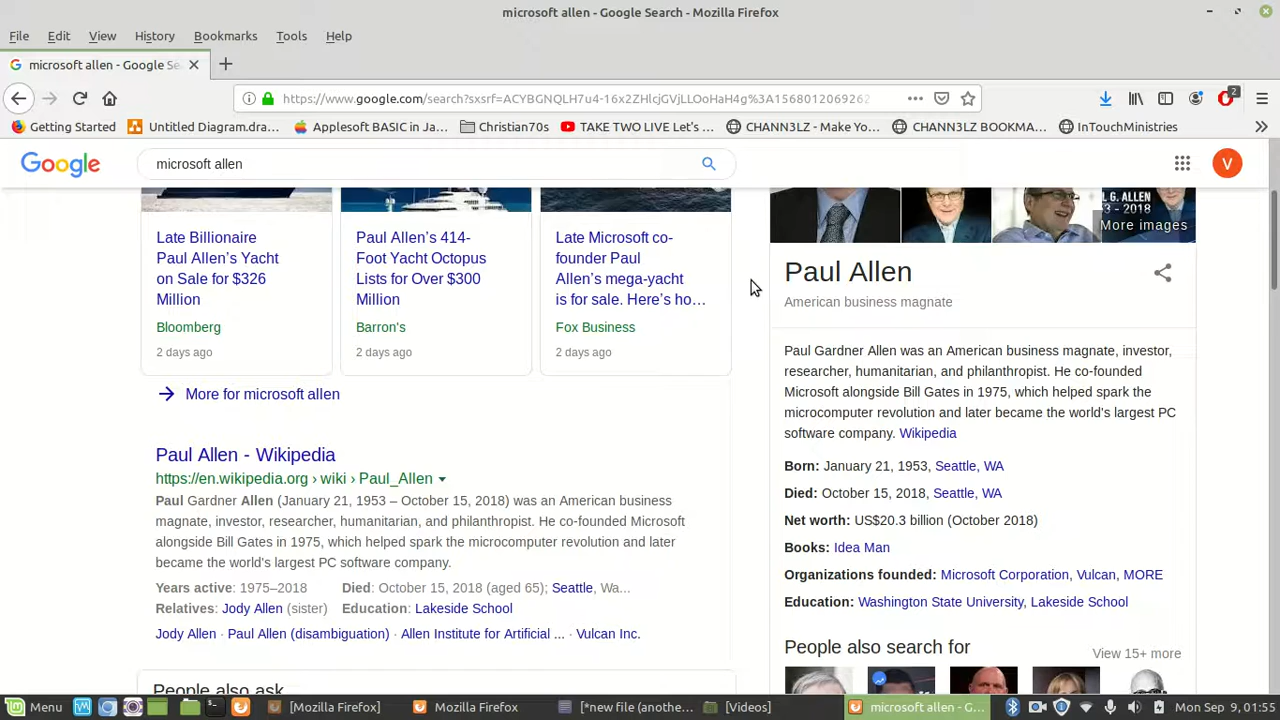 microsoft allen - Google Search - Mozilla Firefox
File Edit View History Bookmarks Tools Help
microsoft allen - Google Se
https://www.google.com/search?sxsrf=ACYBGNQLH7u4-16x2ZHlcjGVjLLOoHaH4g%3A1568012069262
2
Getting Started Untitled Diagram.dra... Applesoft BASIC in Ja... Christian70s TAKE TWO LIVE Let's ... CHANN3LZ - Make Yo... CHANN3LZ BOOKMA... InTouchMinistries
Google microsoft allen V
Late Billionaire
Paul Allen's Yacht
on Sale for $326
Million
Bloomberg
2 days ago
Paul Allen's 414-
Foot Yacht Octopus
Lists for Over $300
Million
Barron's
2 days ago
Late Microsoft co-
founder Paul
Allen's mega-yacht
is for sale. Here's ho...
Fox Business
2 days ago
More for microsoft allen
Paul Allen - Wikipedia
https://en.wikipedia.org › wiki › Paul_Allen
Paul Gardner Allen (January 21, 1953 – October 15, 2018) was an American business
magnate, investor, researcher, humanitarian, and philanthropist. He co-founded Microsoft
alongside Bill Gates in 1975, which helped spark the microcomputer revolution and later
became the world's largest PC software company.
Years active: 1975–2018 Died: October 15, 2018 (aged 65); Seattle, Wa...
Relatives: Jody Allen (sister) Education: Lakeside School
Jody Allen · Paul Allen (disambiguation) · Allen Institute for Artificial ... · Vulcan Inc.
People also ask
L G. ALLEN
3 - 2018
More images
Paul Allen
American business magnate
Paul Gardner Allen was an American business magnate, investor,
researcher, humanitarian, and philanthropist. He co-founded
Microsoft alongside Bill Gates in 1975, which helped spark the
microcomputer revolution and later became the world's largest PC
software company. Wikipedia
Born: January 21, 1953, Seattle, WA
Died: October 15, 2018, Seattle, WA
Net worth: US$20.3 billion (October 2018)
Books: Idea Man
Organizations founded: Microsoft Corporation, Vulcan, MORE
Education: Washington State University, Lakeside School
People also search for
View 15+ more
Menu [Mozilla Firefox] Mozilla Firefox [*new file (anothe... [Videos] microsoft allen - G... Mon Sep 9, 01:55